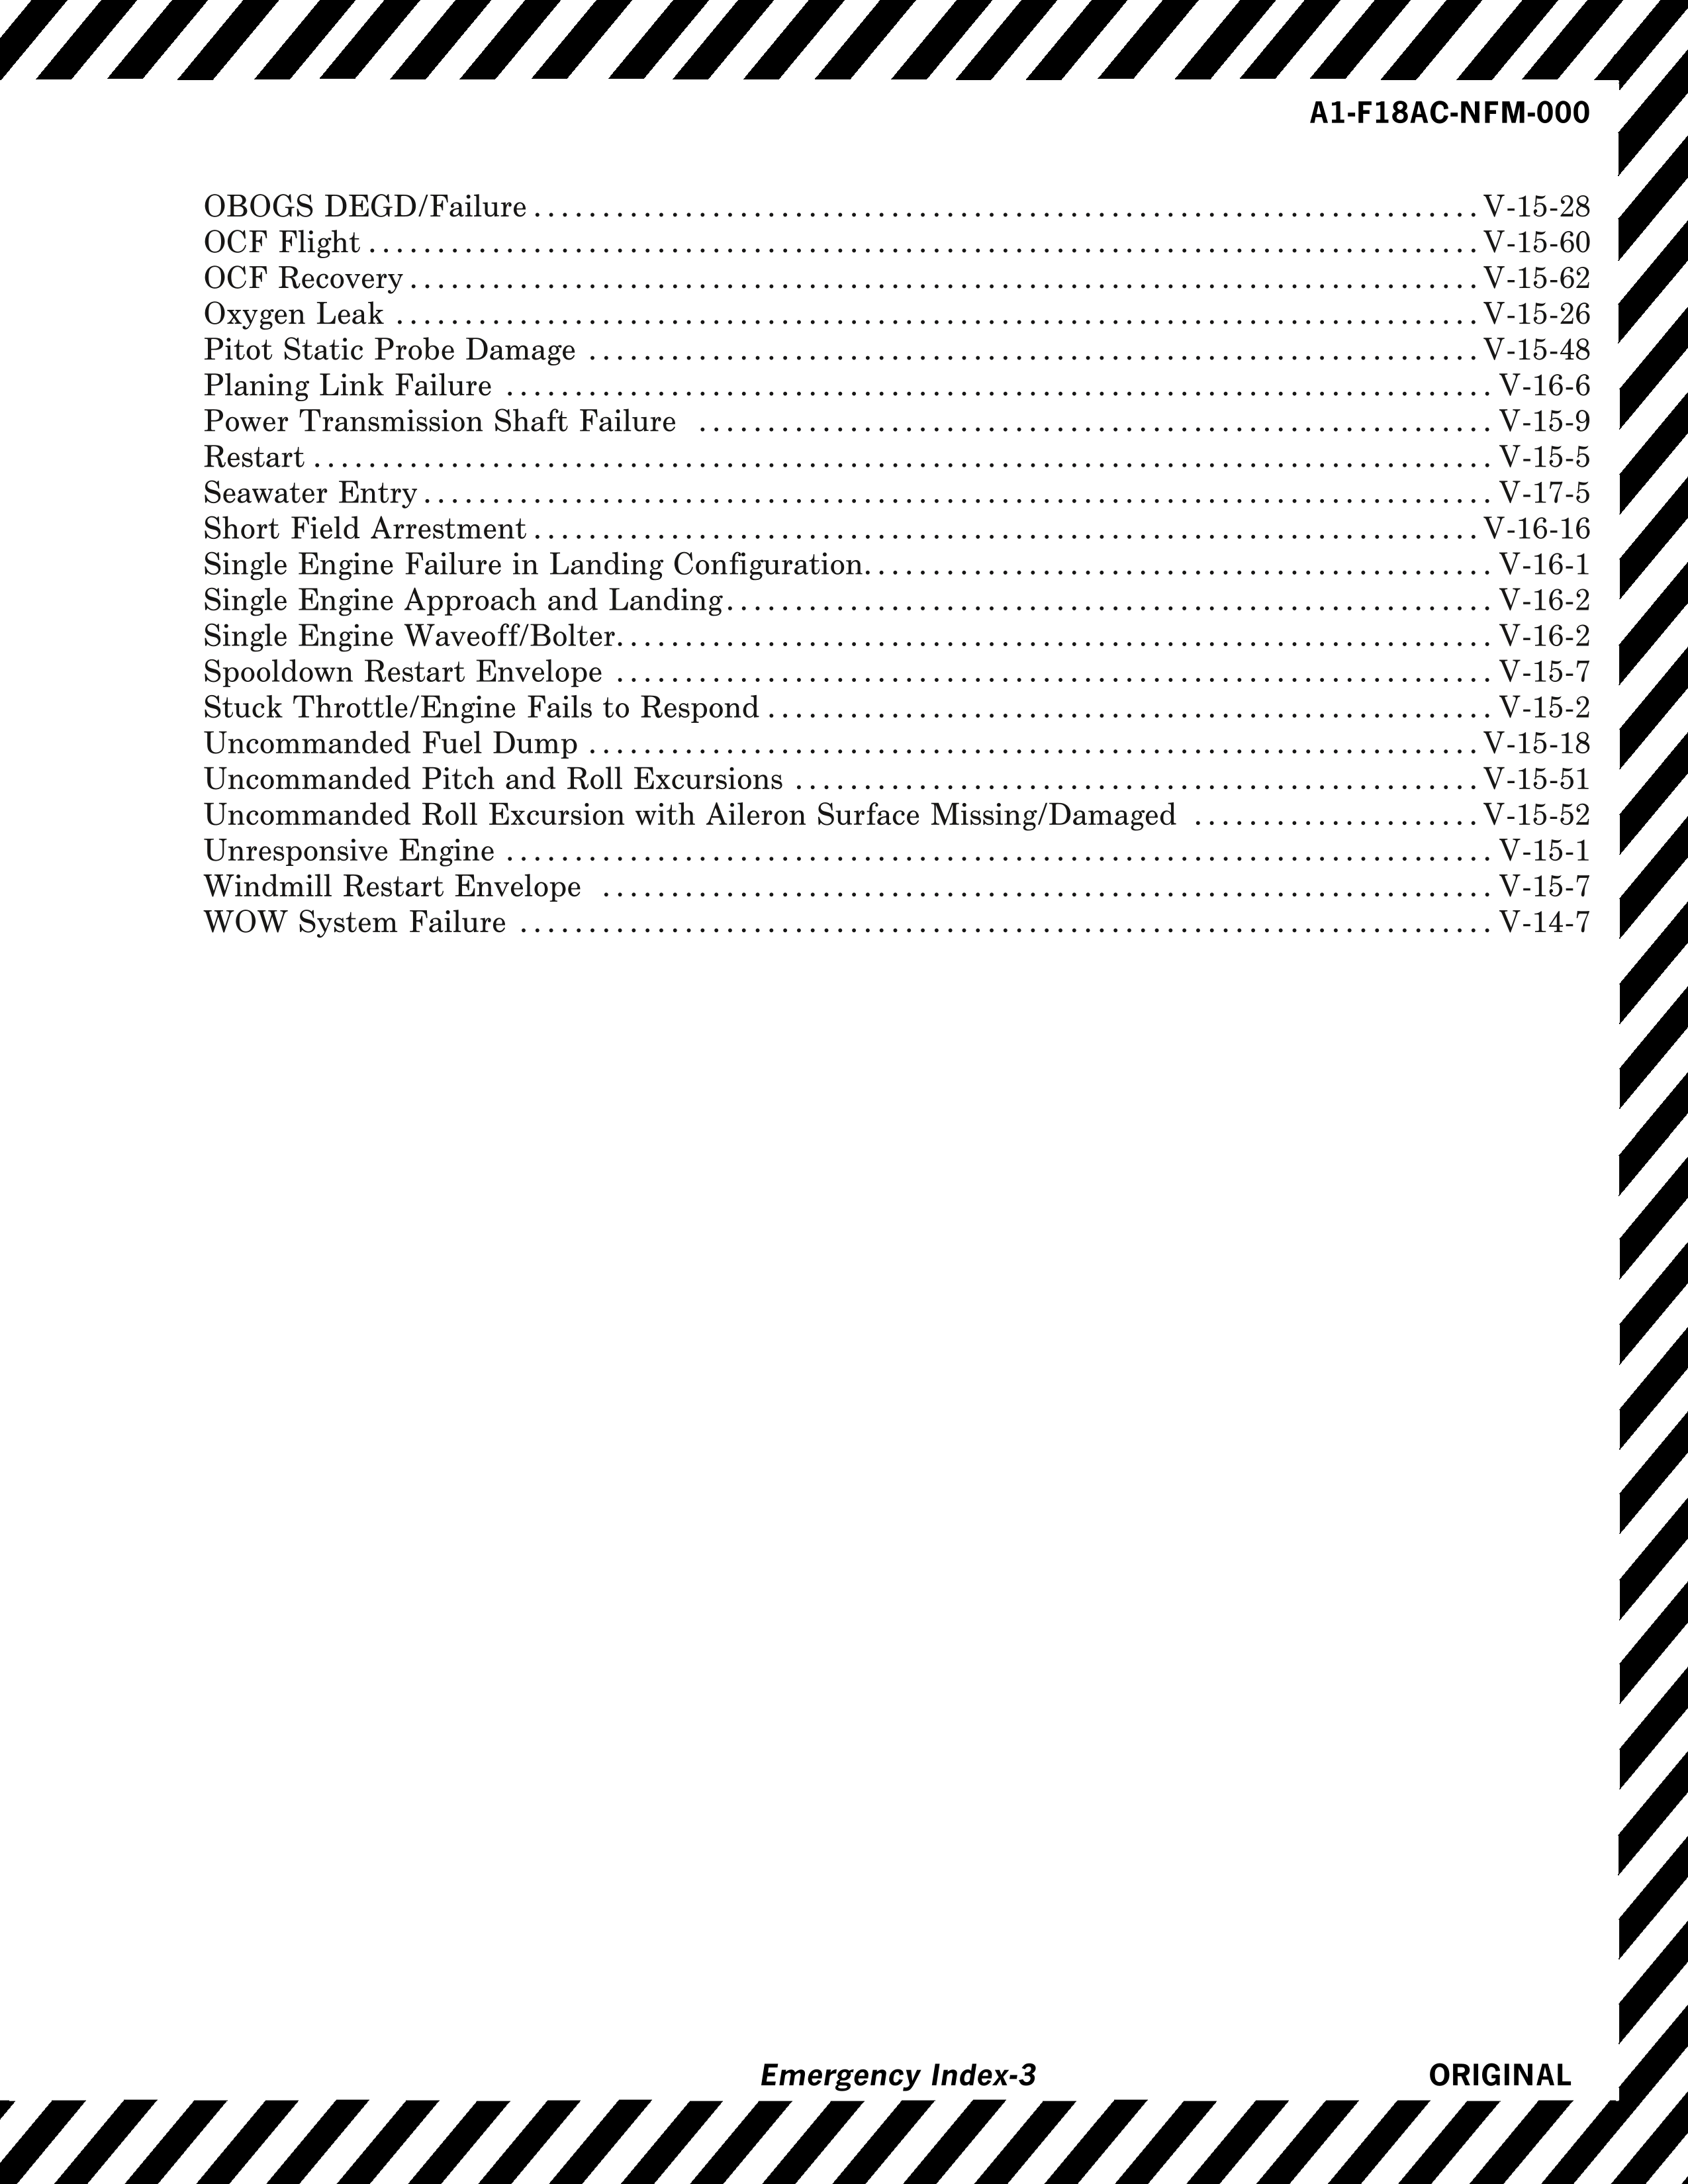 A1-F18AC-NFM-000
OBOGS DEGD/Failure ..... V-15-28
OCF Flight ..... V-15-60
OCF Recovery ..... V-15-62
Oxygen Leak ..... V-15-26
Pitot Static Probe Damage ..... V-15-48
Planing Link Failure ..... V-16-6
Power Transmission Shaft Failure ..... V-15-9
Restart ..... V-15-5
Seawater Entry ..... V-17-5
Short Field Arrestment ..... V-16-16
Single Engine Failure in Landing Configuration ..... V-16-1
Single Engine Approach and Landing ..... V-16-2
Single Engine Waveoff/Bolter ..... V-16-2
Spooldown Restart Envelope ..... V-15-7
Stuck Throttle/Engine Fails to Respond ..... V-15-2
Uncommanded Fuel Dump ..... V-15-18
Uncommanded Pitch and Roll Excursions ..... V-15-51
Uncommanded Roll Excursion with Aileron Surface Missing/Damaged ..... V-15-52
Unresponsive Engine ..... V-15-1
Windmill Restart Envelope ..... V-15-7
WOW System Failure ..... V-14-7
Emergency Index-3 ORIGINAL